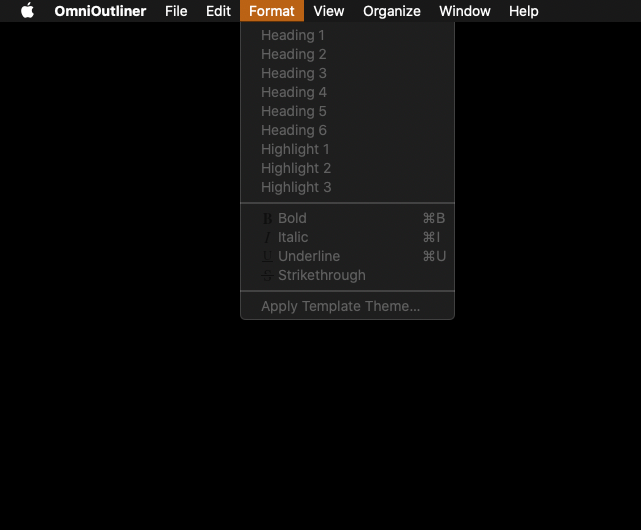 OmniOutliner File Edit Format View Organize Window Help
Heading 1
Heading 2
Heading 3
Heading 4
Heading 5
Heading 6
Highlight 1
Highlight 2
Highlight 3
B Bold ⌘B
I Italic ⌘I
U Underline ⌘U
S Strikethrough
Apply Template Theme...